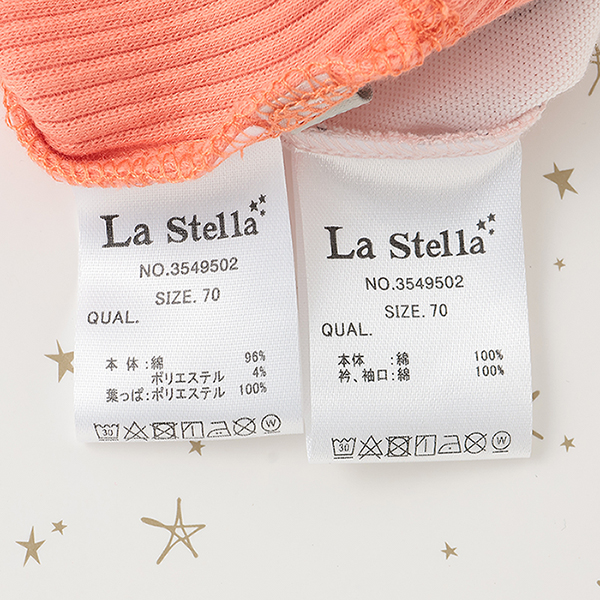 La Stella
NO.3549502
SIZE. 70
QUAL.
本体:綿 96%
ポリエステル 4%
葉っぱ:ポリエステル 100%
30 W
La Stella
NO.3549502
SIZE. 70
QUAL.
本体:綿 100%
衿、袖口:綿 100%
30 W